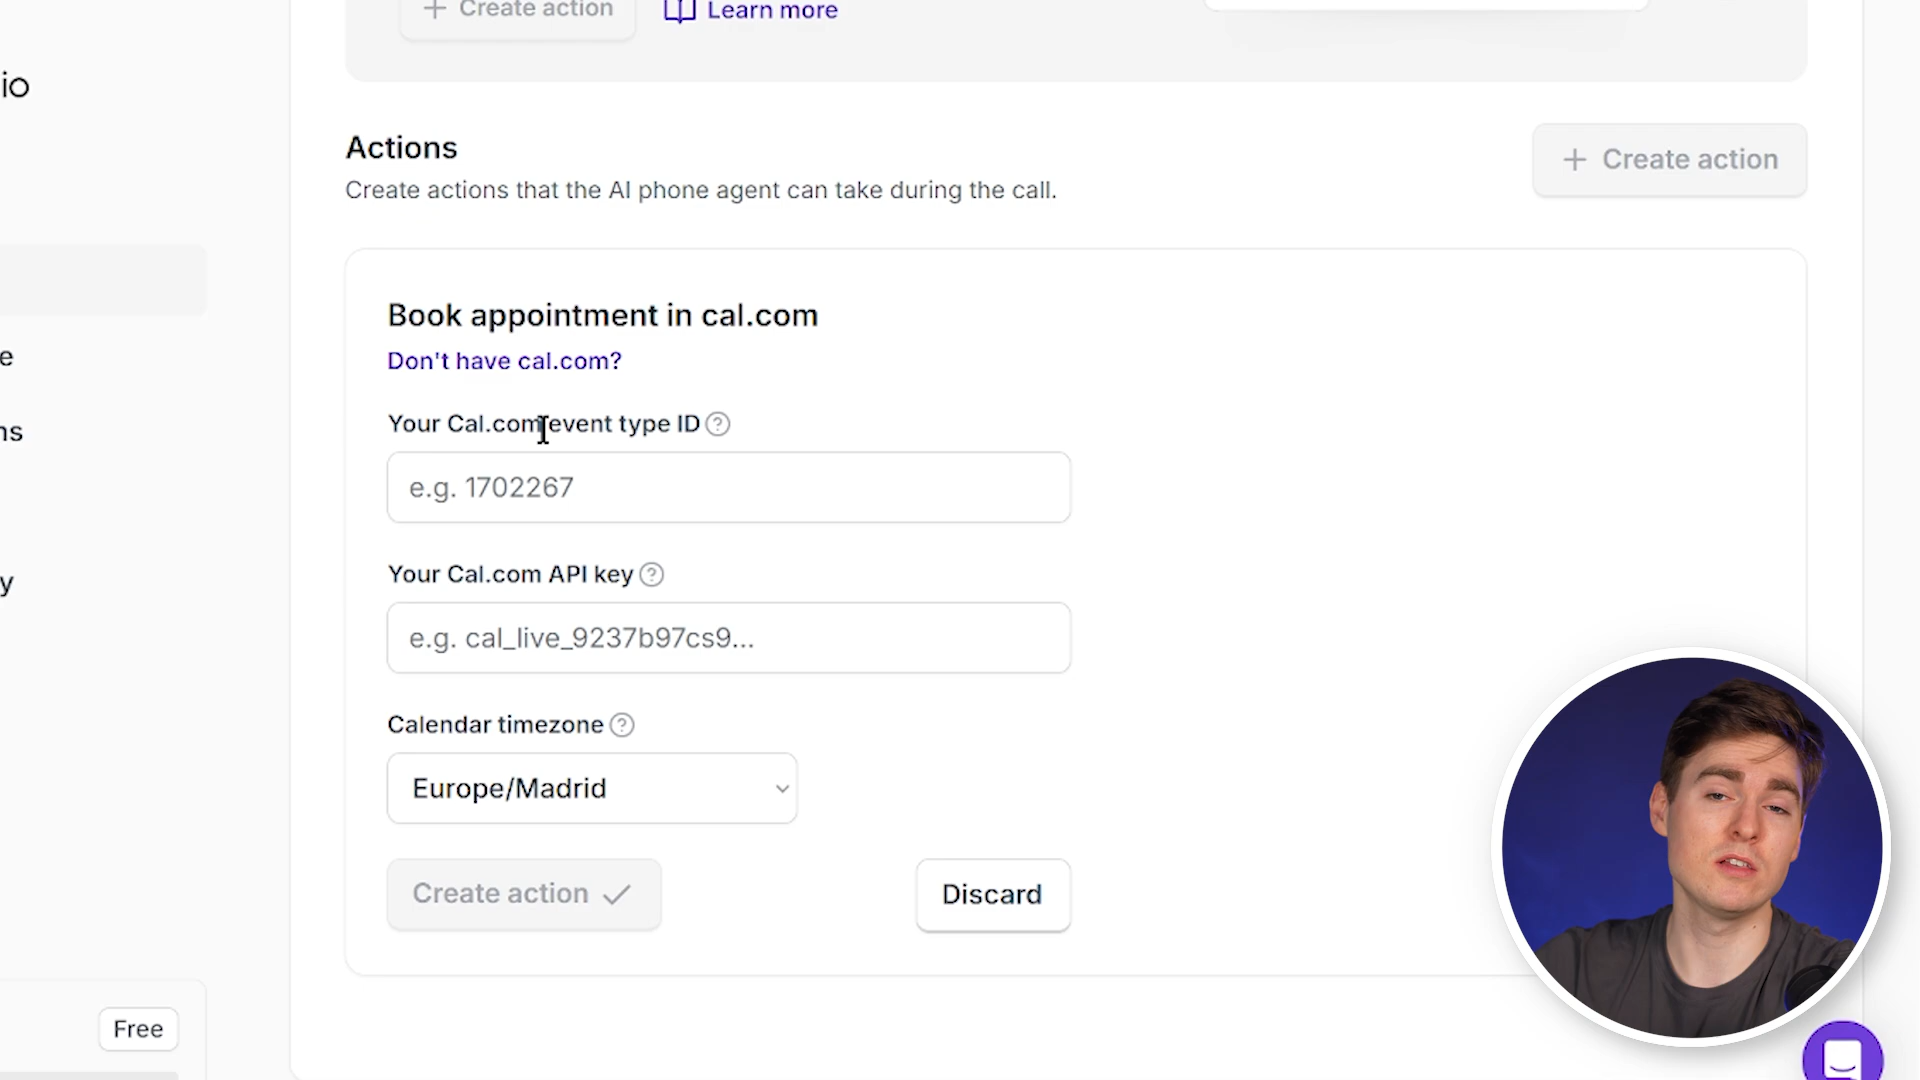 + Create action
Learn more
io
Actions
+ Create action
Create actions that the AI phone agent can take during the call.
Book appointment in cal.com
Don't have cal.com?
e
Your Cal.com event type ID
ns
e.g. 1702267
Your Cal.com API key
y
e.g. cal_live_9237b97cs9...
Calendar timezone
Europe/Madrid
Create action
Discard
Free